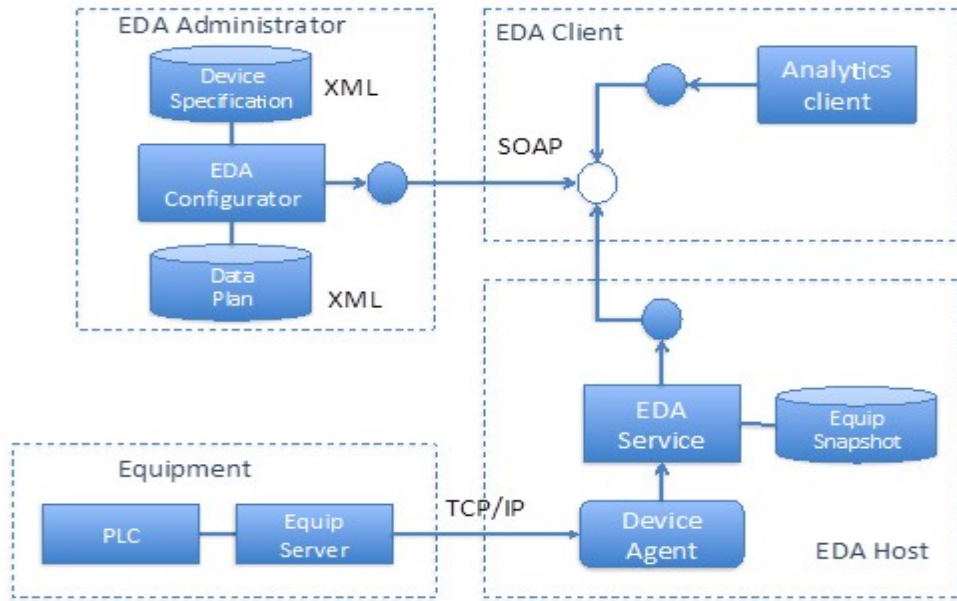 EDA Administrator
Device
Specification
XML
EDA
Configurator
Data
Plan
XML
EDA Client
Analytics
client
SOAP
Equipment
PLC
Equip
Server
TCP/IP
EDA
Service
Equip
Snapshot
Device
Agent
EDA Host